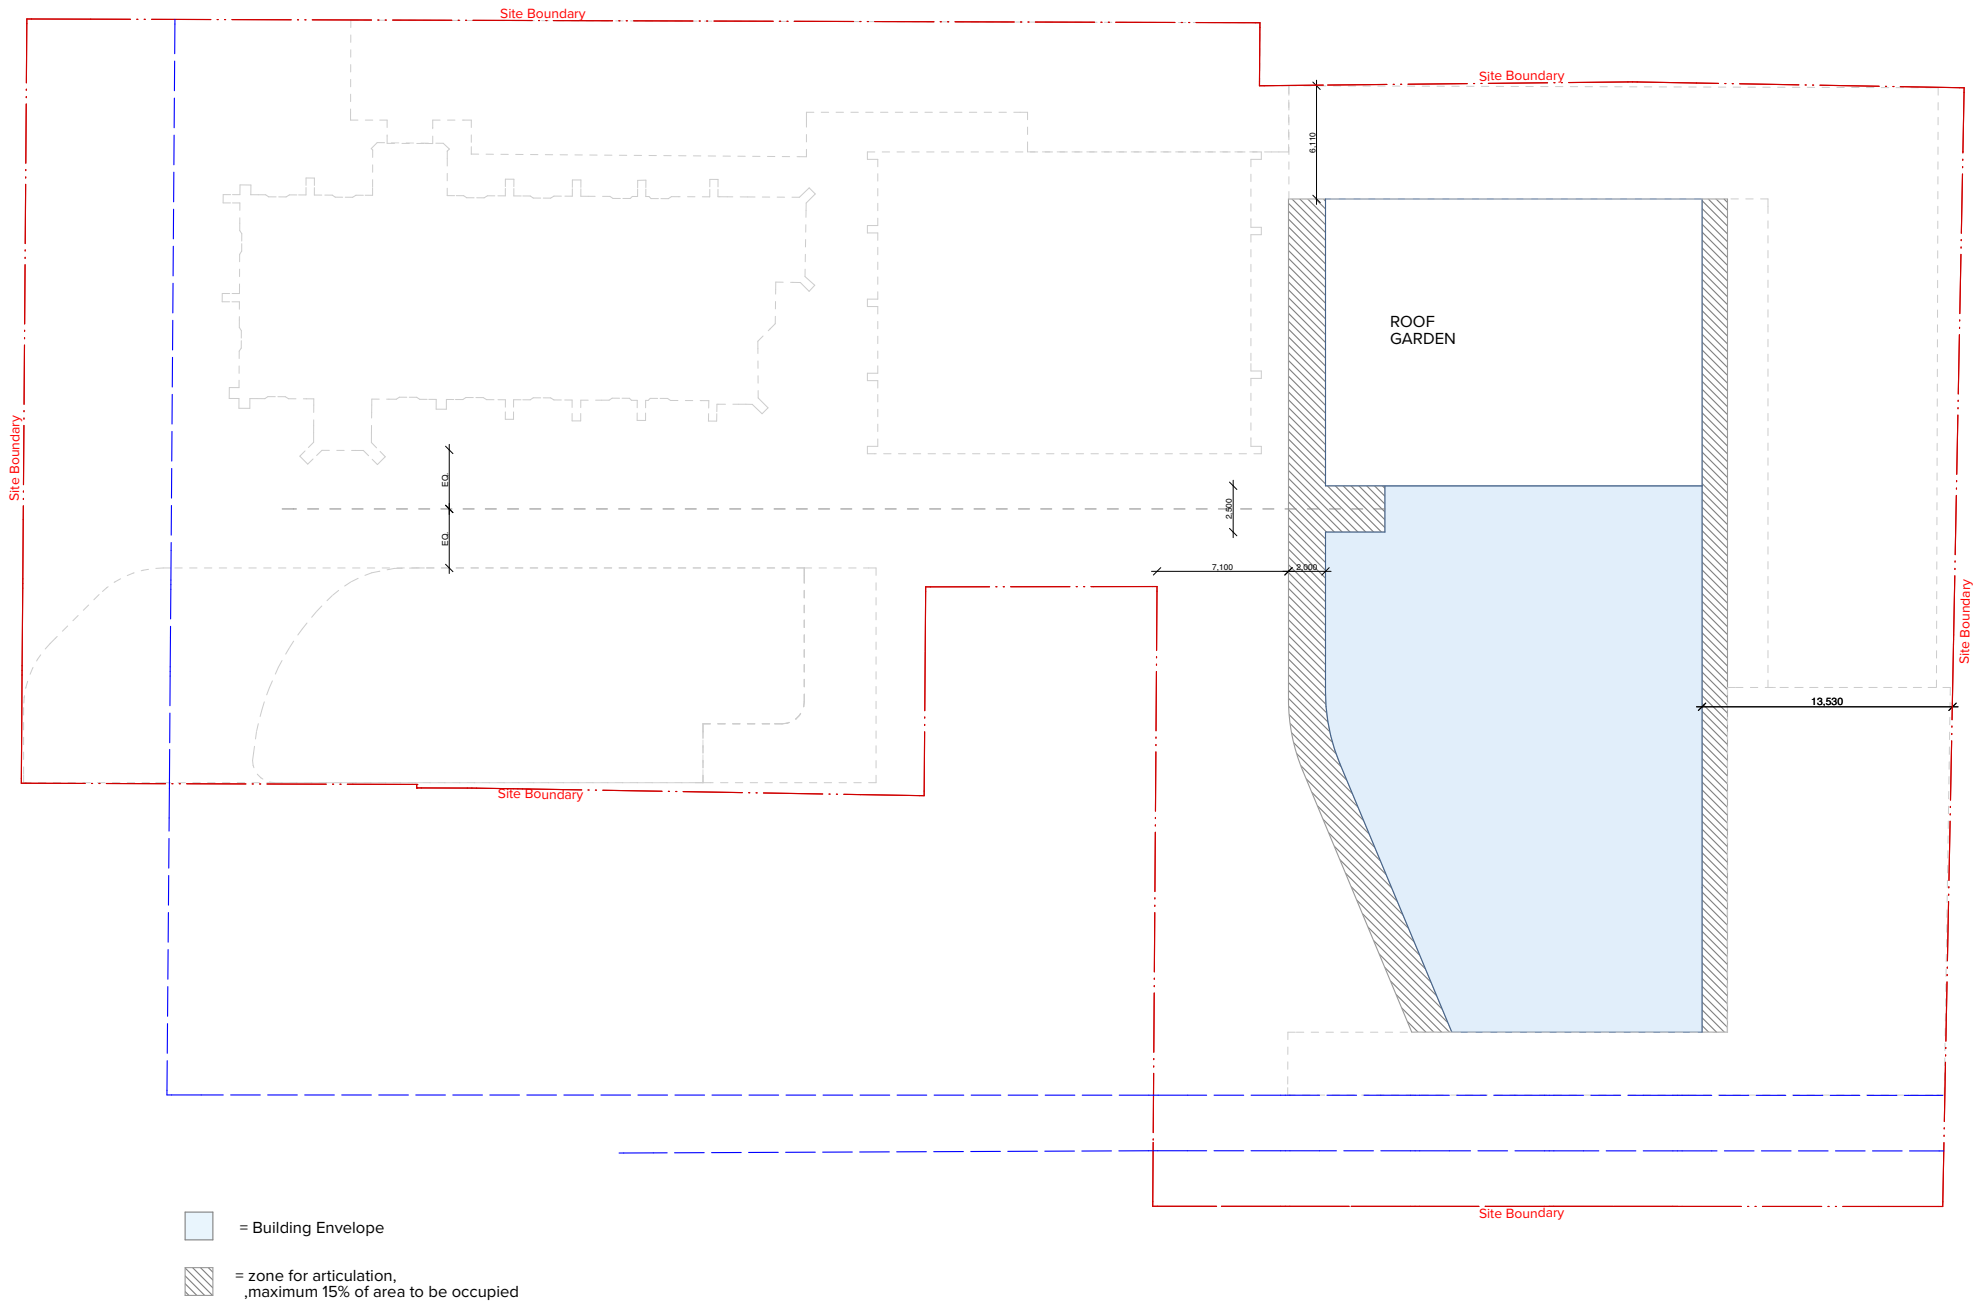 Site Boundary
Site Boundary
6,110
ROOF
GARDEN
Site Boundary
EQ.
2,500
EQ.
7,100
2,000
Site Boundary
13,530
Site Boundary
Site Boundary
= Building Envelope
= zone for articulation,
,maximum 15% of area to be occupied